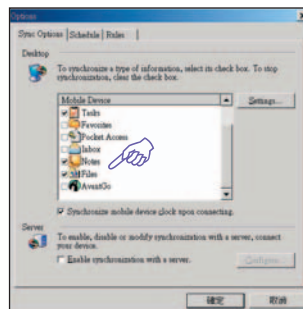 Options
Sync Options Schedule Rules
Desktop
To synchronize a type of information, select its check box. To stop
synchronization, clear the check box.
Mobile Device
Settings...
Tasks
Favorites
Pocket Access
Inbox
Notes
Files
AvantGo
Synchronize mobile device clock upon connecting.
Server
To enable, disable or modify synchronization with a server, connect
your device.
Enable synchronization with a server.
Configure...
確定 取消